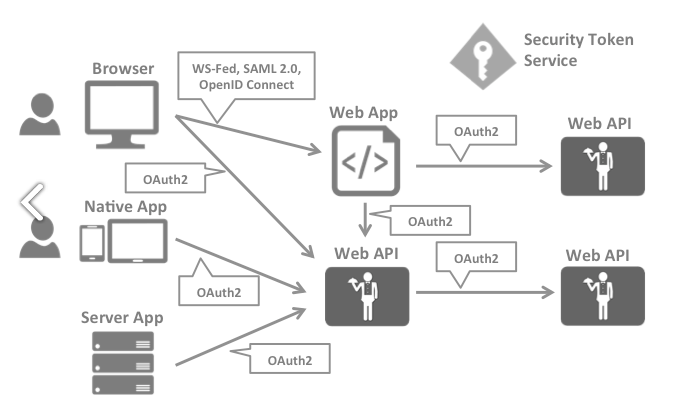 Security Token
Service
Browser
WS-Fed, SAML 2.0,
OpenID Connect
Web App
OAuth2
Web API
OAuth2
Native App
OAuth2
Web API
OAuth2
Web API
OAuth2
Server App
OAuth2